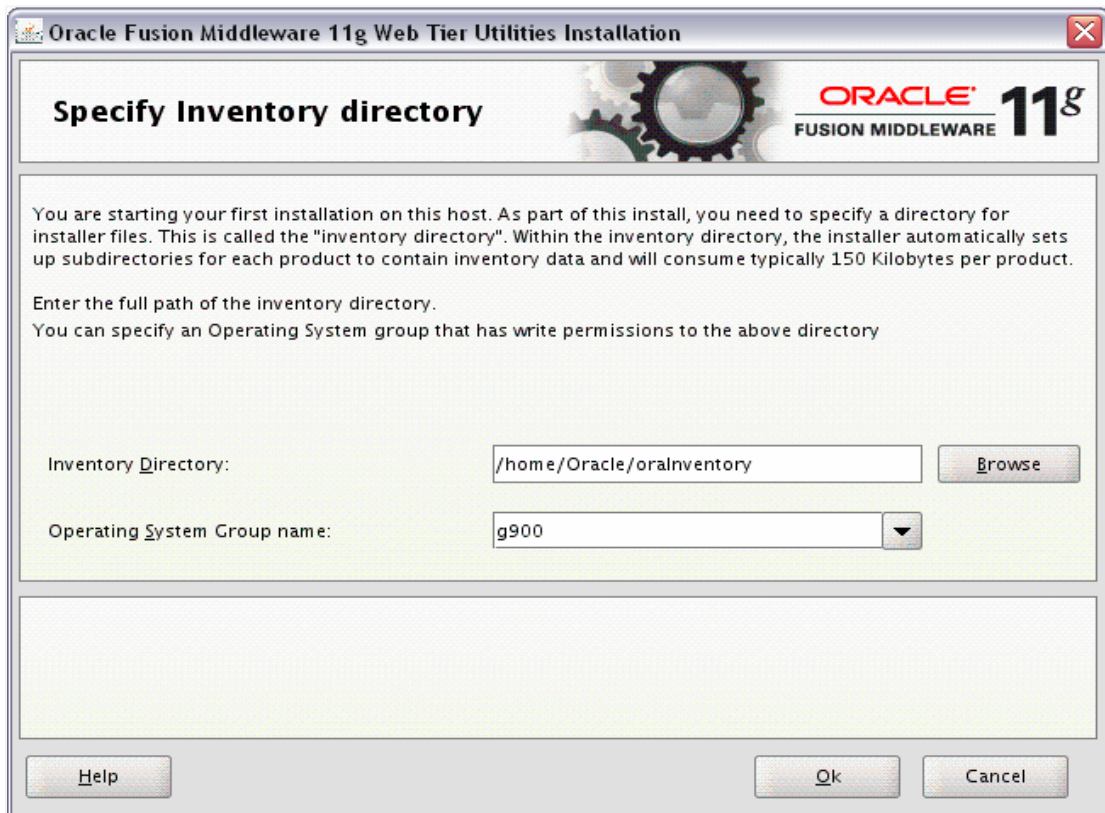 Oracle Fusion Middleware 11g Web Tier Utilities Installation
Specify Inventory directory
ORACLE
FUSION MIDDLEWARE
11g
You are starting your first installation on this host. As part of this install, you need to specify a directory for
installer files. This is called the "inventory directory". Within the inventory directory, the installer automatically sets
up subdirectories for each product to contain inventory data and will consume typically 150 Kilobytes per product.
Enter the full path of the inventory directory.
You can specify an Operating System group that has write permissions to the above directory
Inventory Directory:
/home/Oracle/oraInventory
Browse
Operating System Group name:
g900
Help
Ok
Cancel